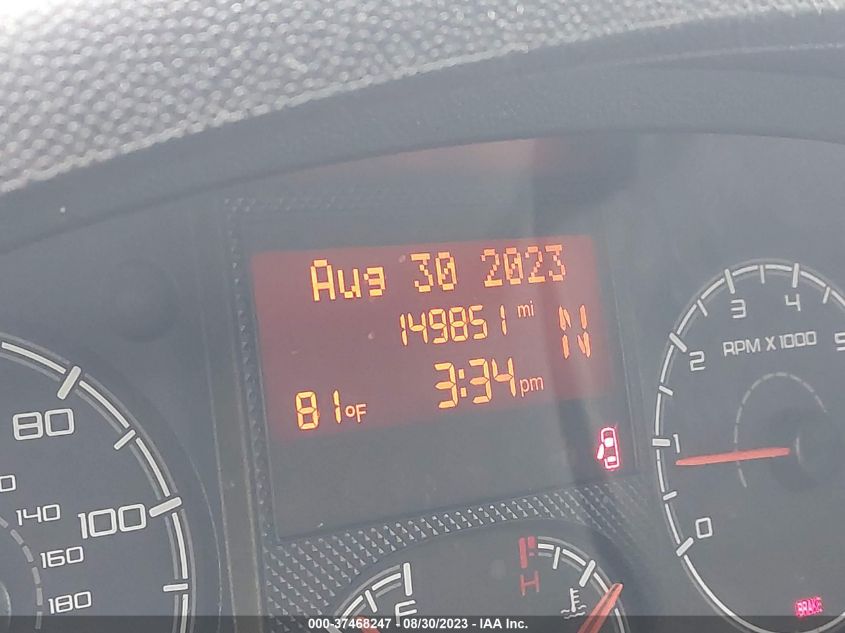 Aug 30 2023
149851 mi
N
3:34 pm
81°F
80
100
140
160
180
0
1
2
3
4
5
RPM X 1000
F
H
BRAKE
000-37468247 - 08/30/2023 - IAA Inc.